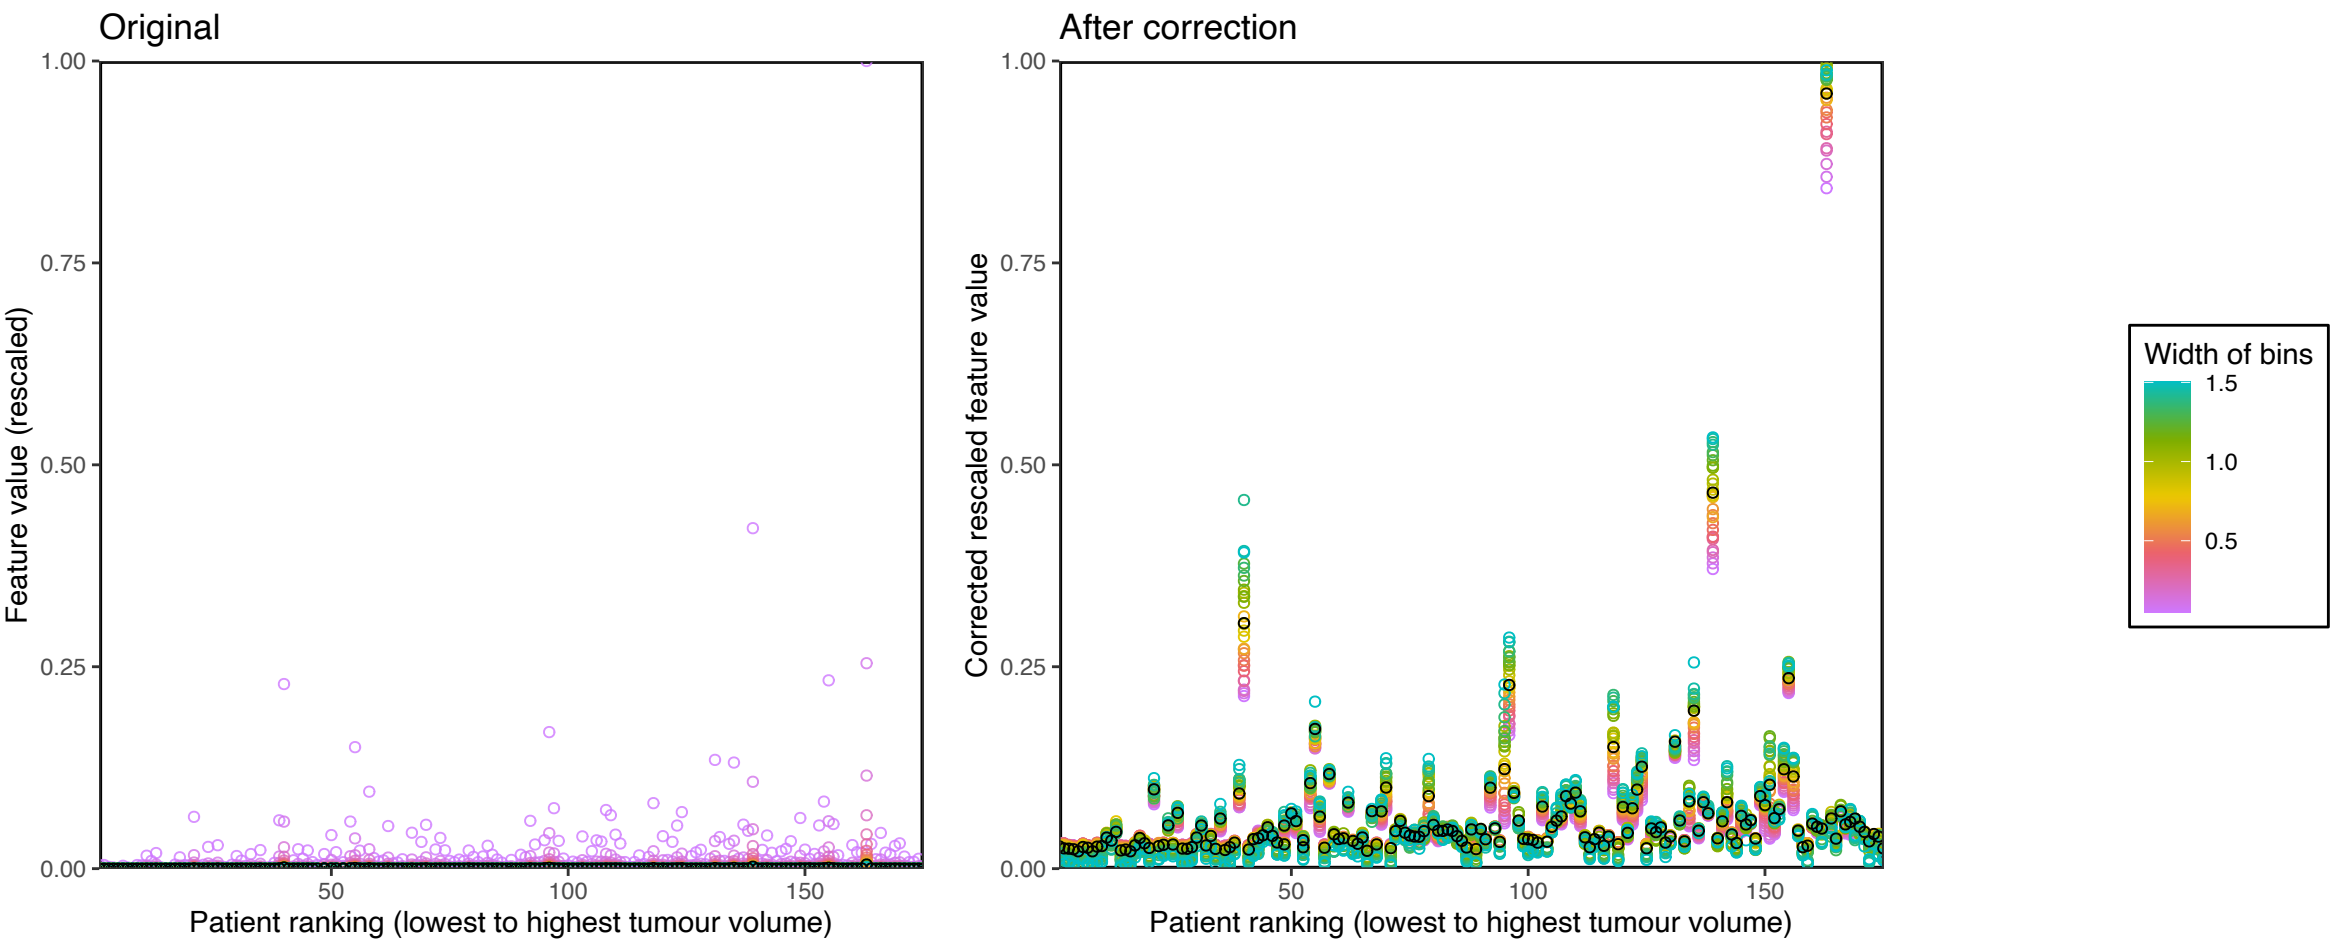 Original
1.00
0.75
0.50
0.25
0.00
50
100
150
Feature value (rescaled)
Patient ranking (lowest to highest tumour volume)
After correction
1.00
0.75
0.50
0.25
0.00
50
100
150
Corrected rescaled feature value
Patient ranking (lowest to highest tumour volume)
Width of bins
1.5
1.0
0.5